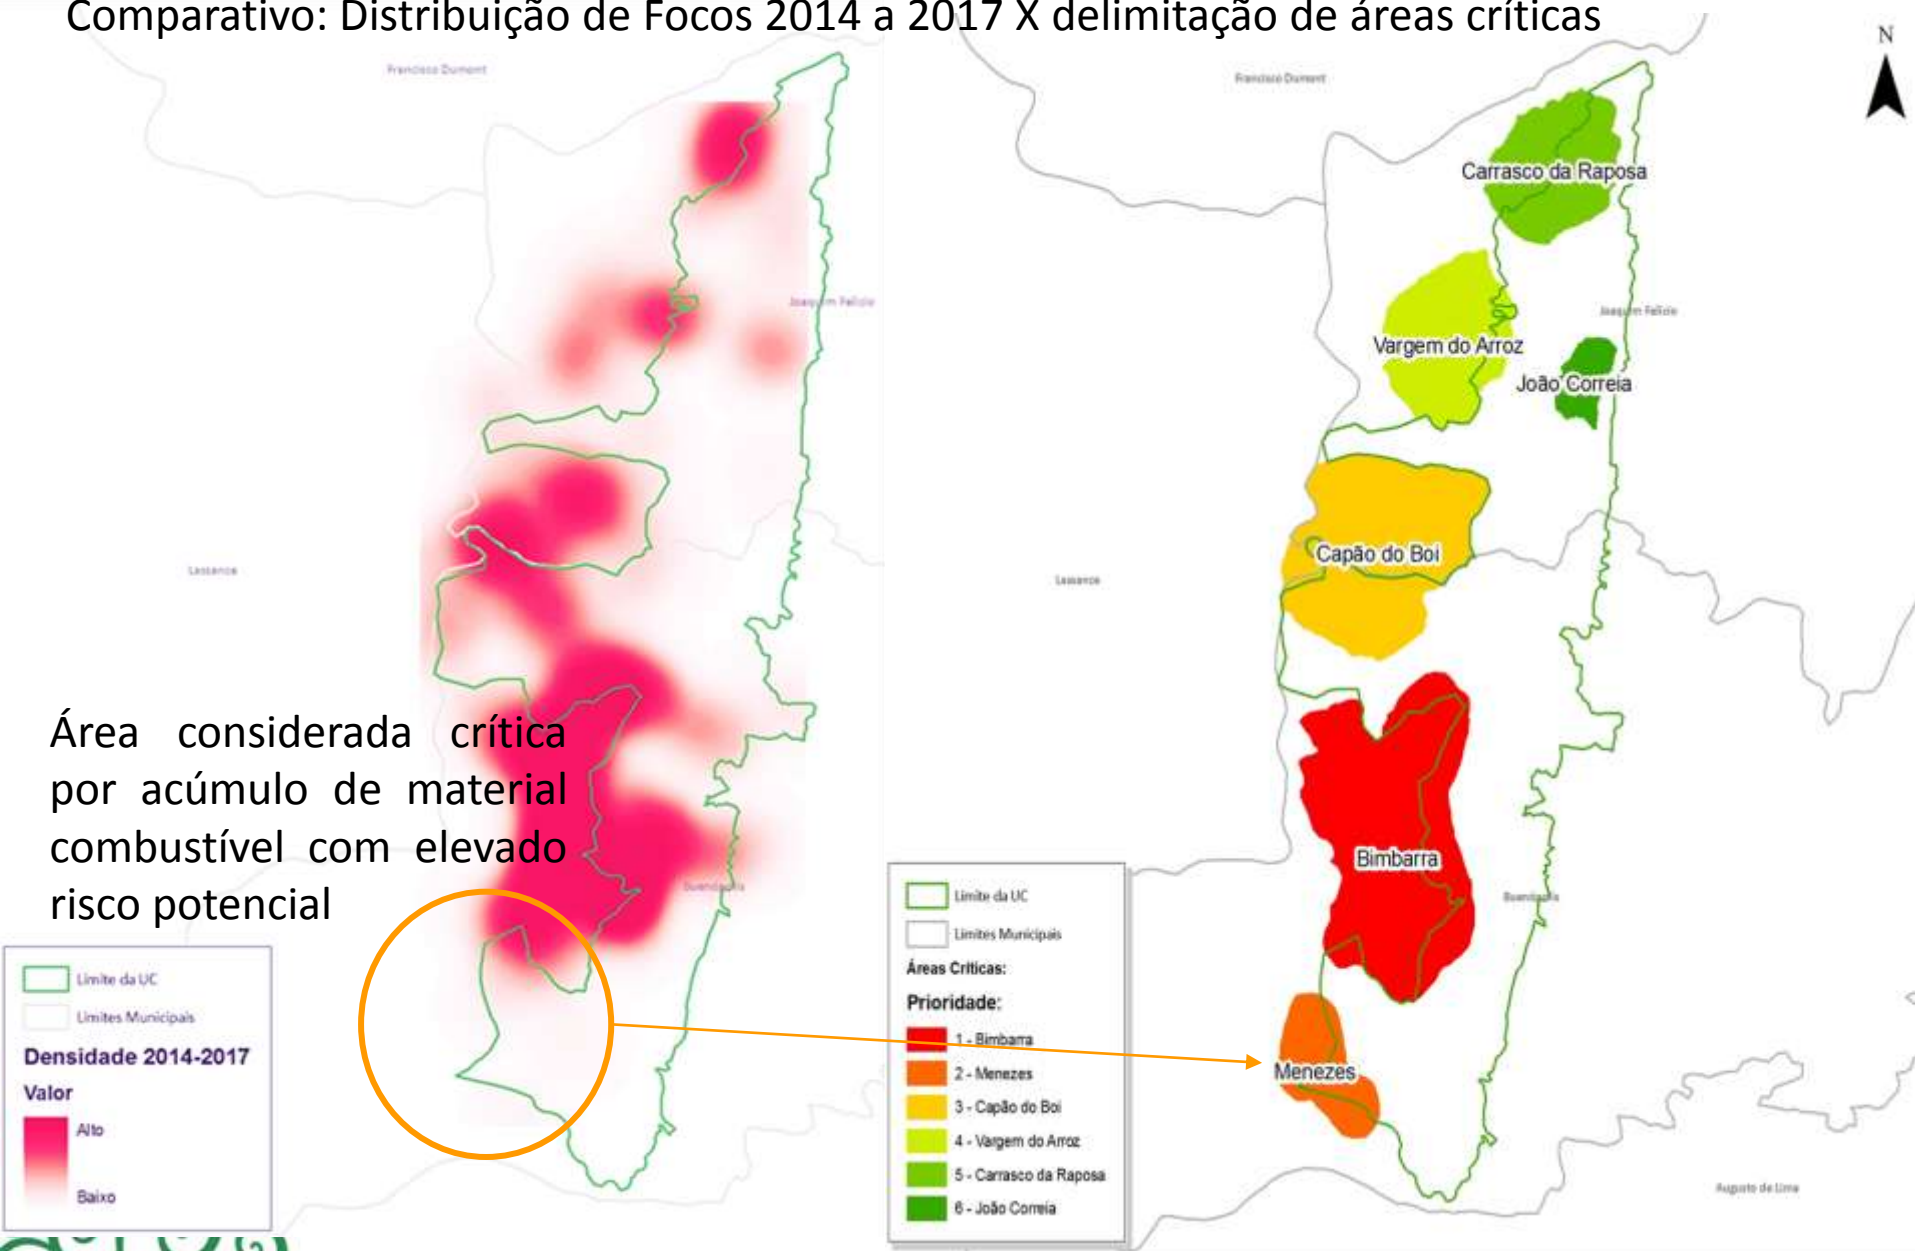 Comparativo: Distribuição de Focos 2014 a 2017 X delimitação de áreas críticas
Francisco Dumont
Joaquim Felício
Lassance
Buenópolis
Área considerada crítica
por acúmulo de material
combustível com elevado
risco potencial
Limite da UC
Limites Municipais
Densidade 2014-2017
Valor
Alto
Baixo
N
Francisco Dumont
Carrasco da Raposa
Joaquim Felício
Vargem do Arroz
João Correia
Capão do Boi
Lassance
Bimbarra
Buenópolis
Menezes
Augusto de Lima
Limite da UC
Limites Municipais
Áreas Críticas:
Prioridade:
1 - Bimbarra
2 - Menezes
3 - Capão do Boi
4 - Vargem do Arroz
5 - Carrasco da Raposa
6 - João Correia